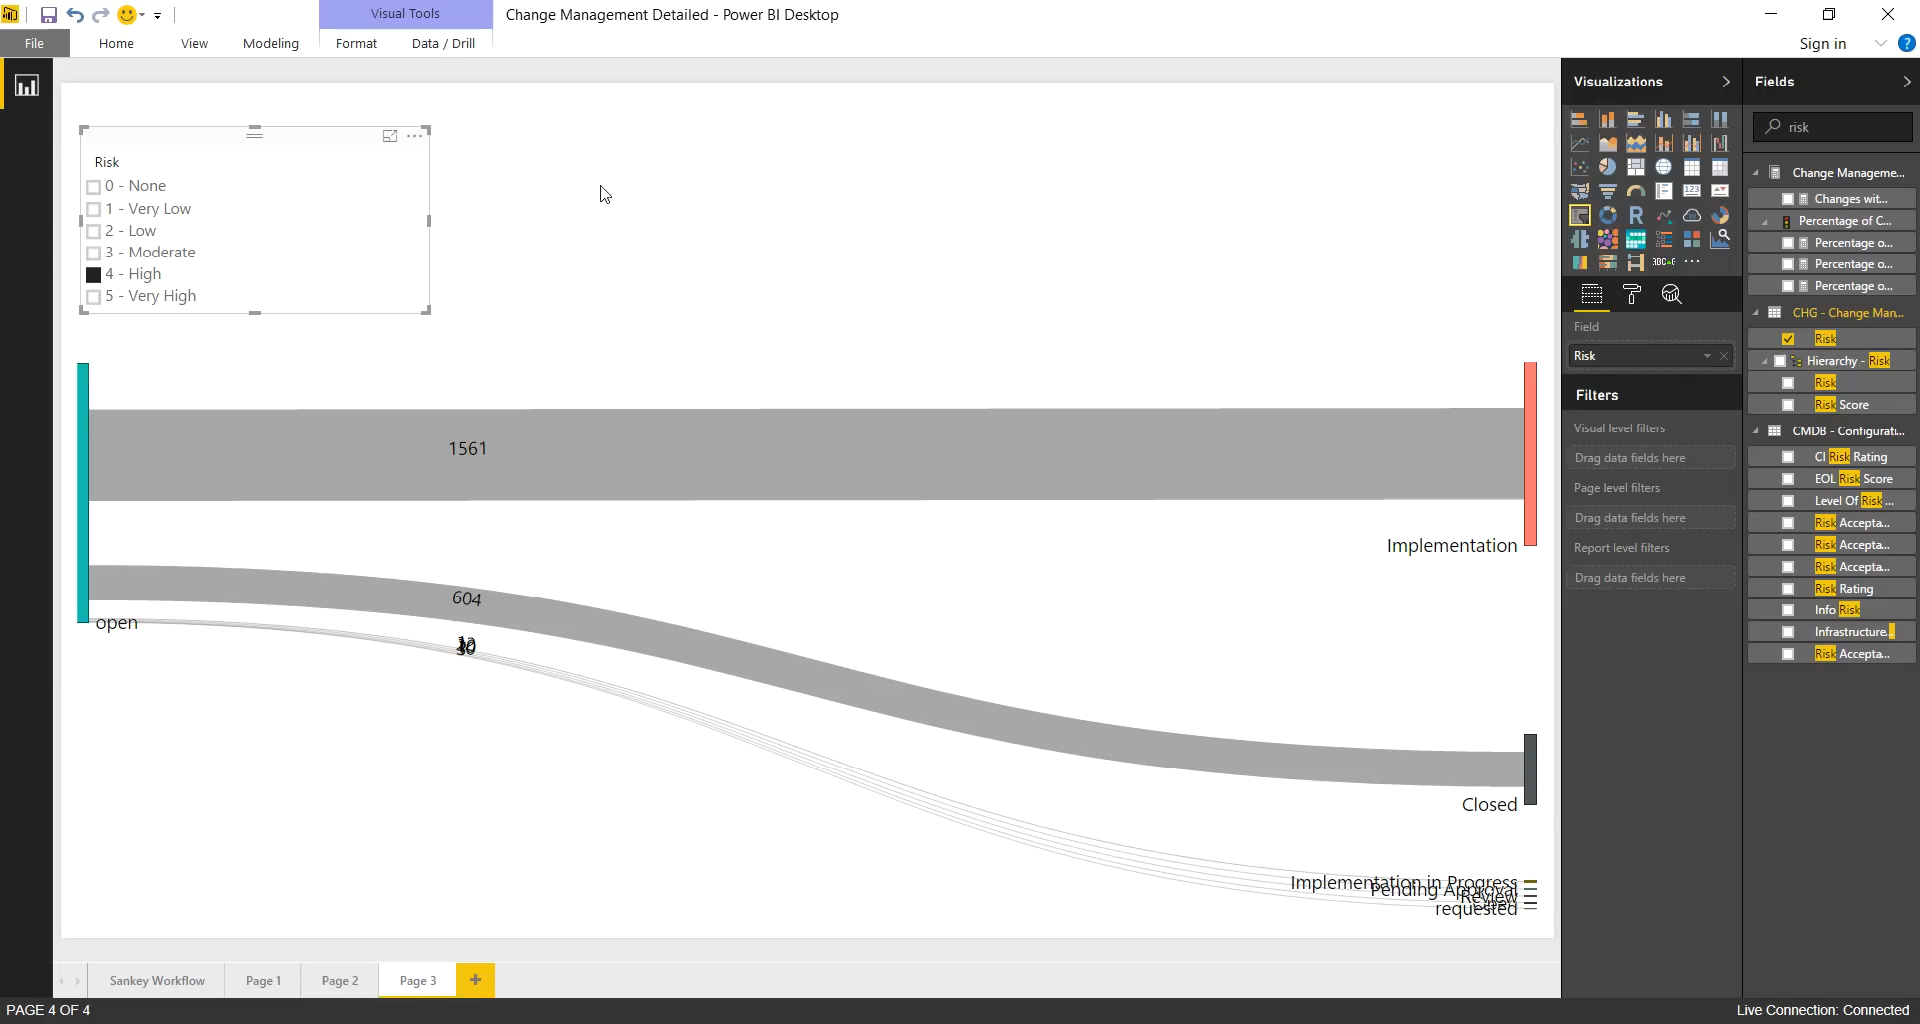 Visual Tools
Change Management Detailed - Power BI Desktop
File
Home
View
Modeling
Format
Data / Drill
Sign in
?
Visualizations
Fields
risk
Risk
0 - None
1 - Very Low
2 - Low
3 - Moderate
4 - High
5 - Very High
1561
604
open
Implementation
Closed
Implementation in Progress
Pending Approval
Review
requested
R
123
ABC
Field
Risk
Filters
Visual level filters
Drag data fields here
Page level filters
Drag data fields here
Report level filters
Drag data fields here
Change Manageme...
Changes wit...
Percentage of C...
Percentage o...
Percentage o...
Percentage o...
CHG - Change Man...
Risk
Hierarchy - Risk
Risk
Risk Score
CMDB - Configurati...
CI Risk Rating
EOL Risk Score
Level Of Risk ...
Risk Accepta...
Risk Accepta...
Risk Accepta...
Risk Rating
Info Risk
Infrastructure...
Risk Accepta...
Sankey Workflow
Page 1
Page 2
Page 3
+
PAGE 4 OF 4
Live Connection: Connected